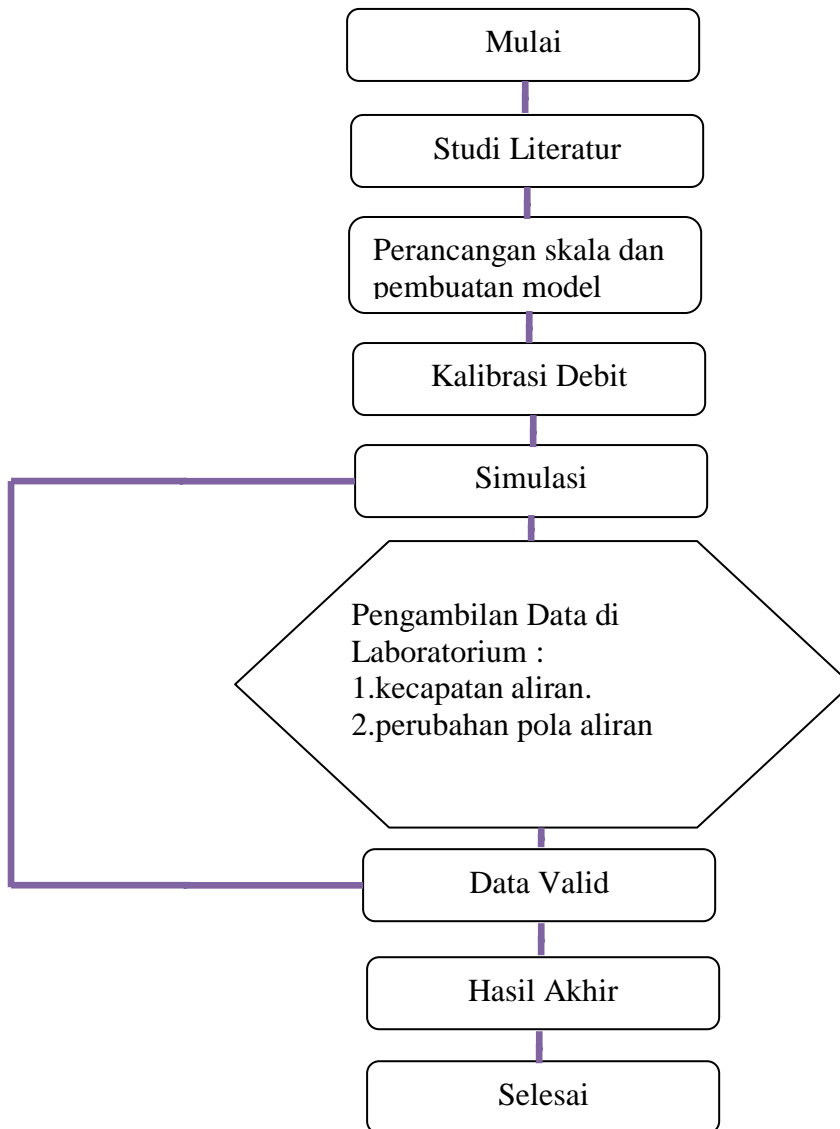 Mulai
Studi Literatur
Perancangan skala dan
pembuatan model
Kalibrasi Debit
Simulasi
Pengambilan Data di
Laboratorium :
1.kecapatan aliran.
2.perubahan pola aliran
Data Valid
Hasil Akhir
Selesai